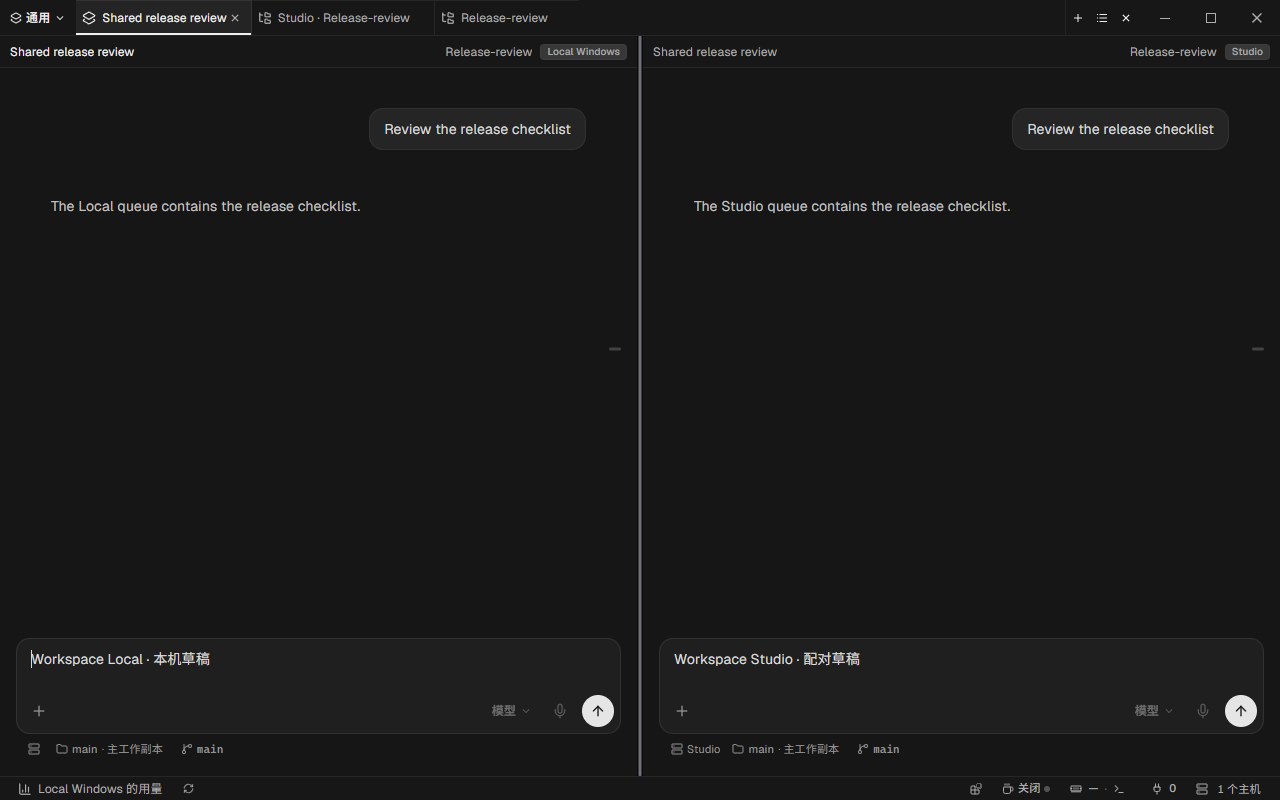 通用
Shared release review
Studio · Release-review
Release-review
Shared release review
Release-review
Local Windows
Shared release review
Release-review
Studio
Review the release checklist
The Local queue contains the release checklist.
Review the release checklist
The Studio queue contains the release checklist.
Workspace Local · 本机草稿
模型
main · 主工作副本
main
Workspace Studio · 配对草稿
模型
Studio
main · 主工作副本
main
Local Windows 的用量
关闭
— ·
0
1 个主机